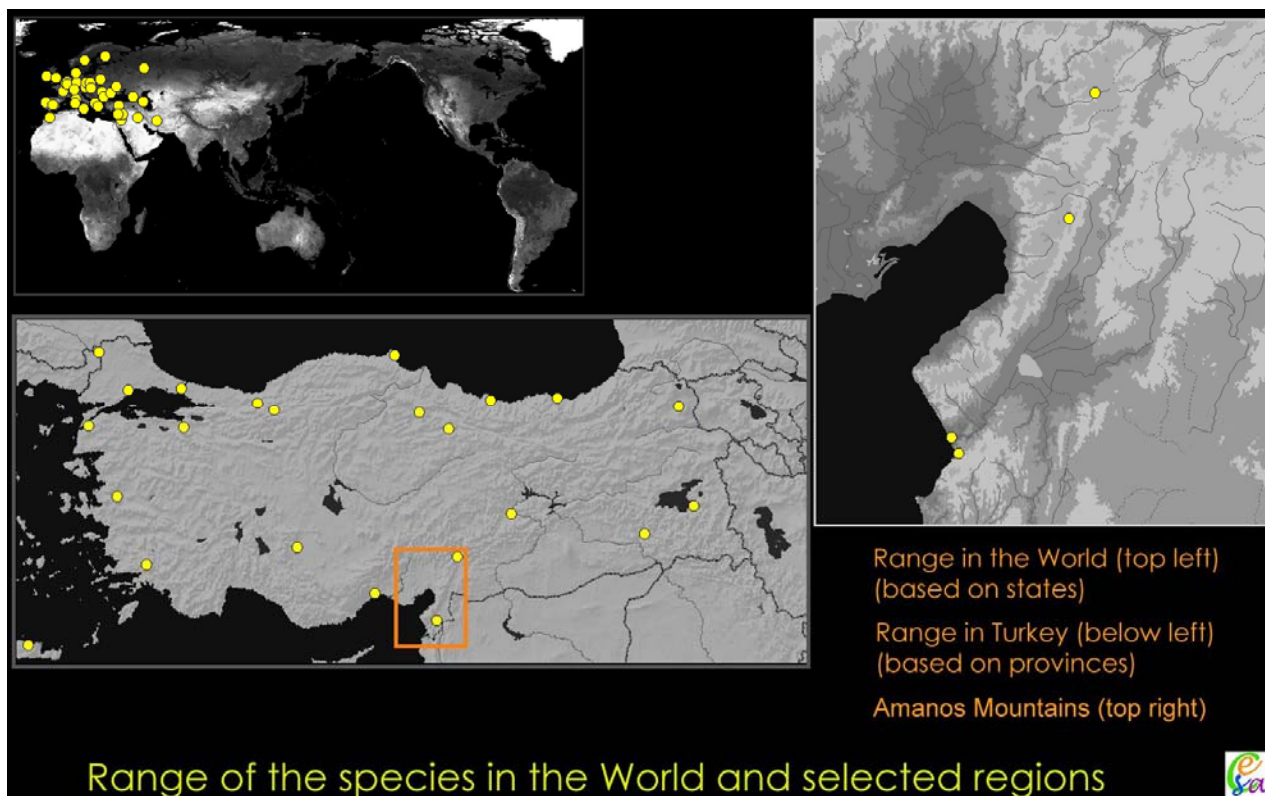 Range in the World (top left)
(based on states)
Range in Turkey (below left)
(based on provinces)
Amanos Mountains (top right)
Range of the species in the World and selected regions